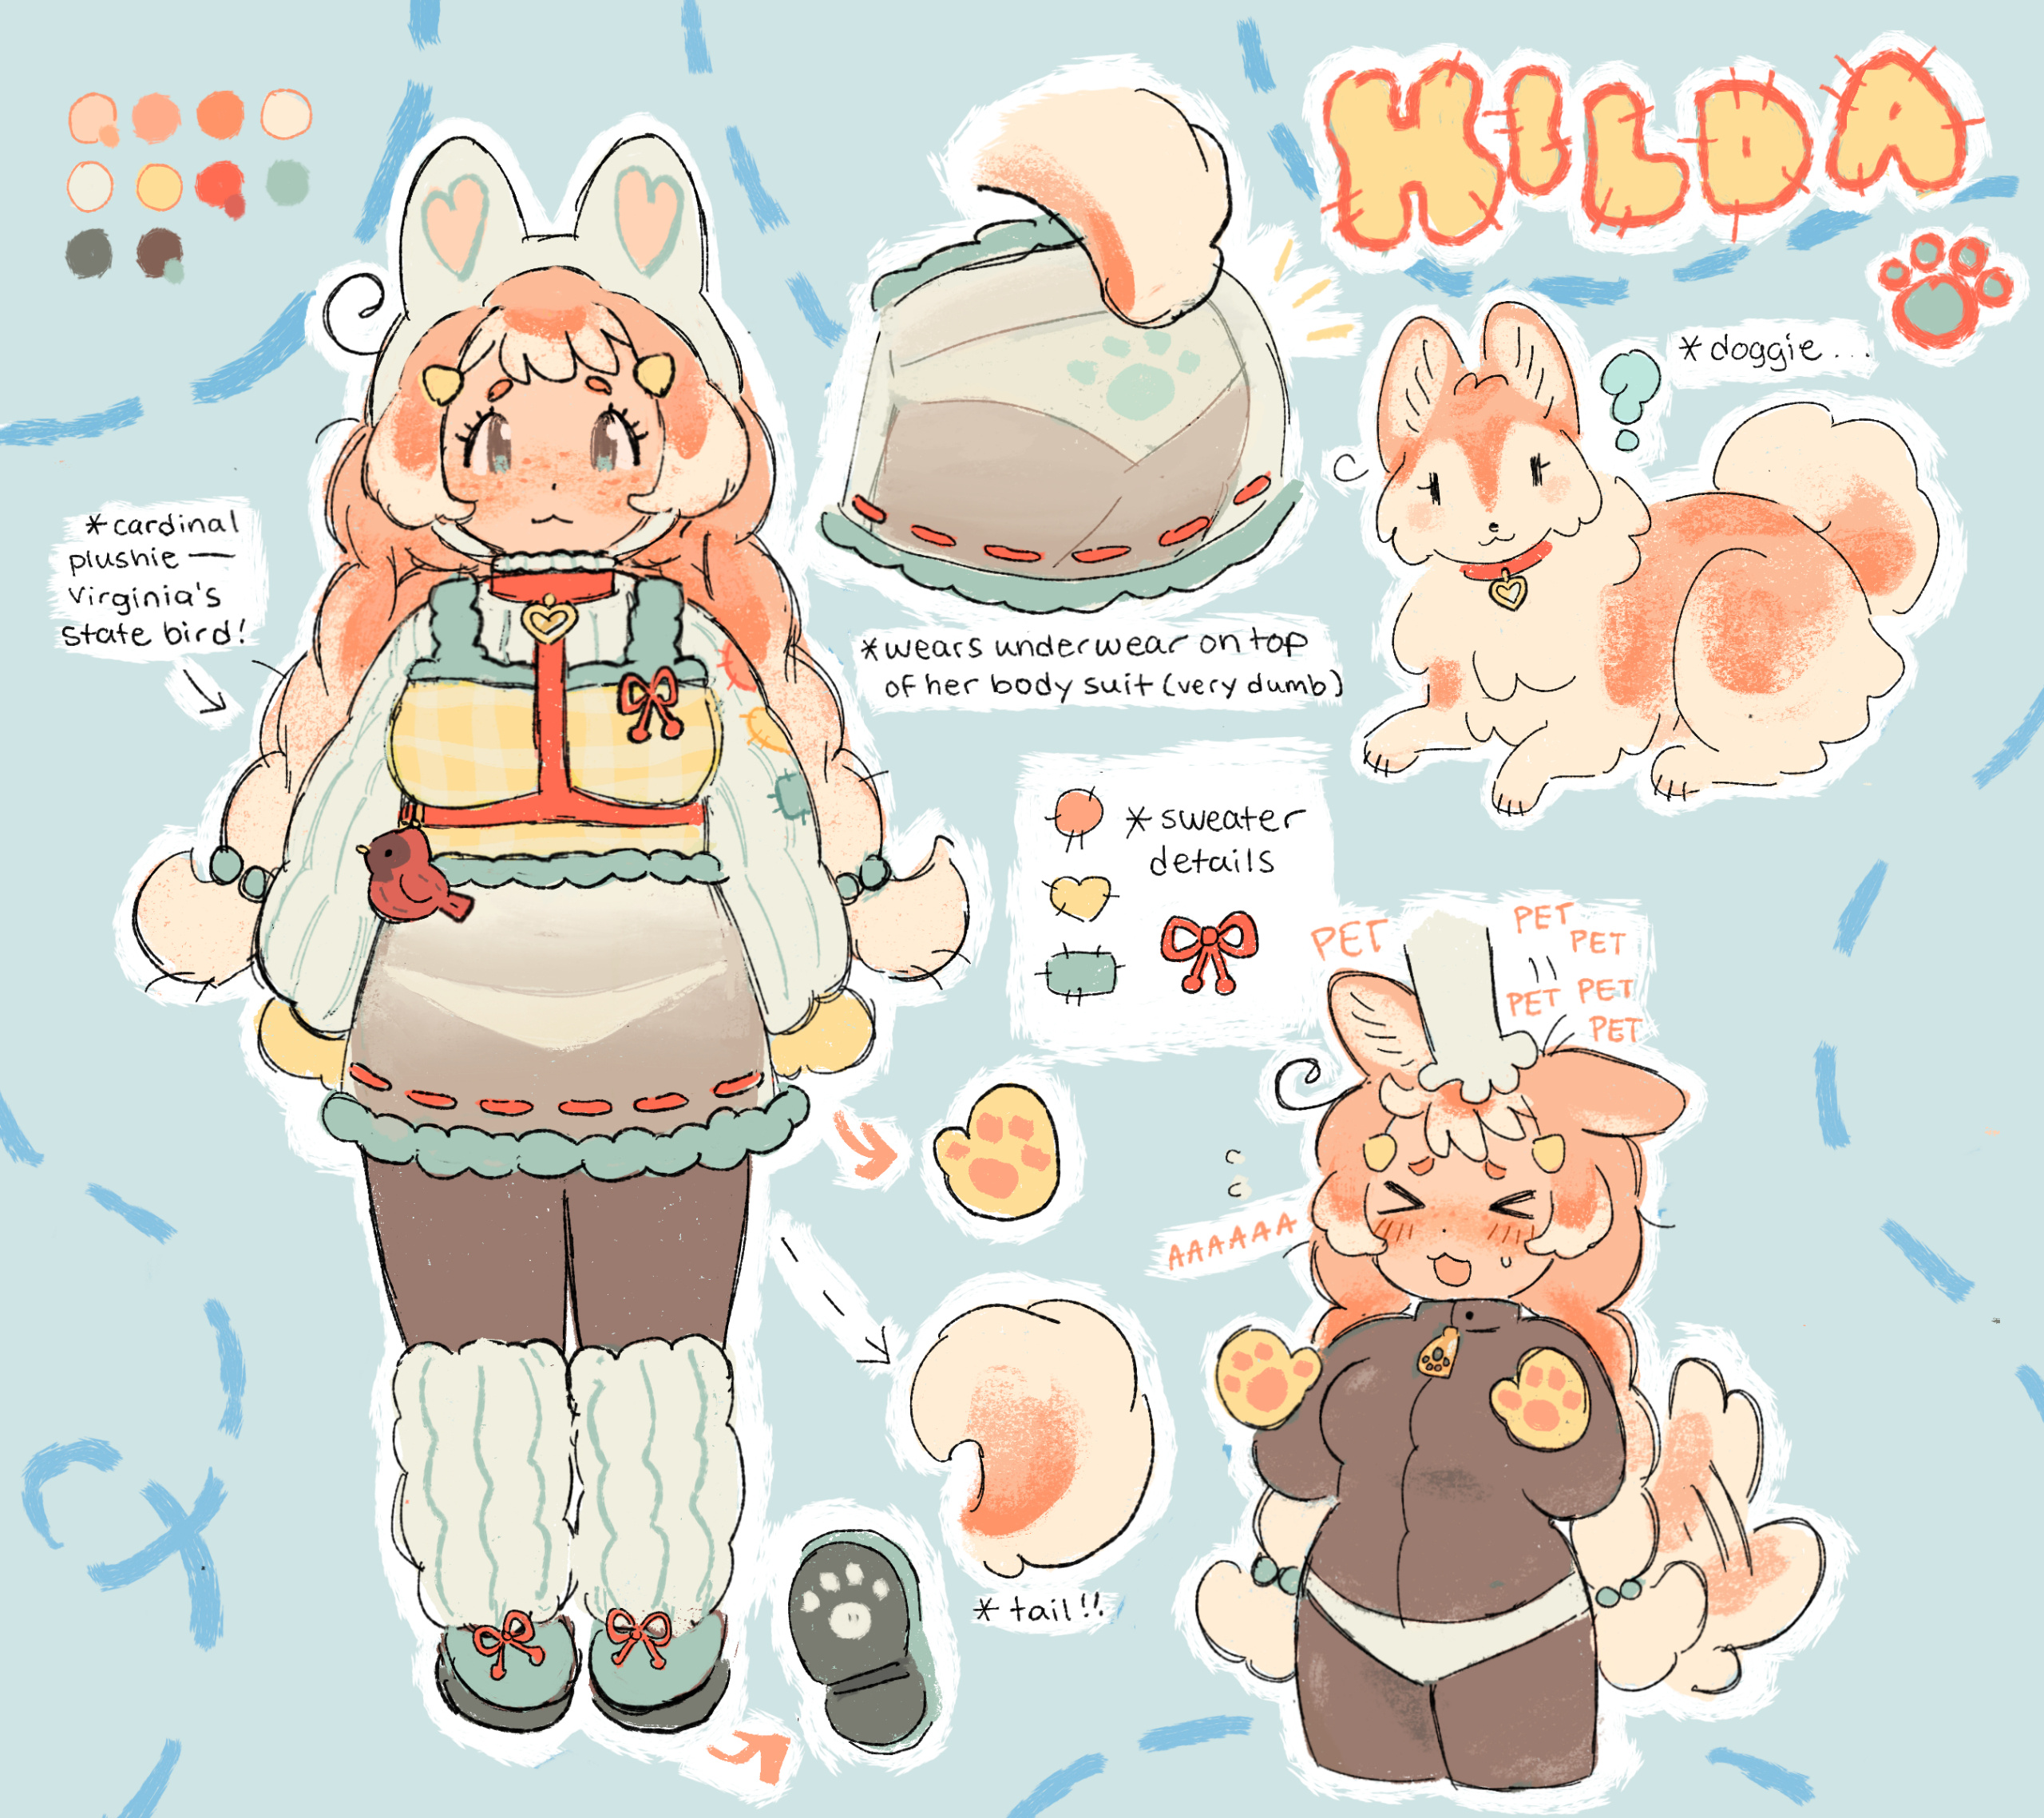 HILDA
*doggie...
*cardinal
plushie —
Virginia's
state bird!
*wears underwear on top
of her body suit (very dumb)
*sweater
details
PET
PET
PET
PET PET
PET
AAAAAA
*tail!!